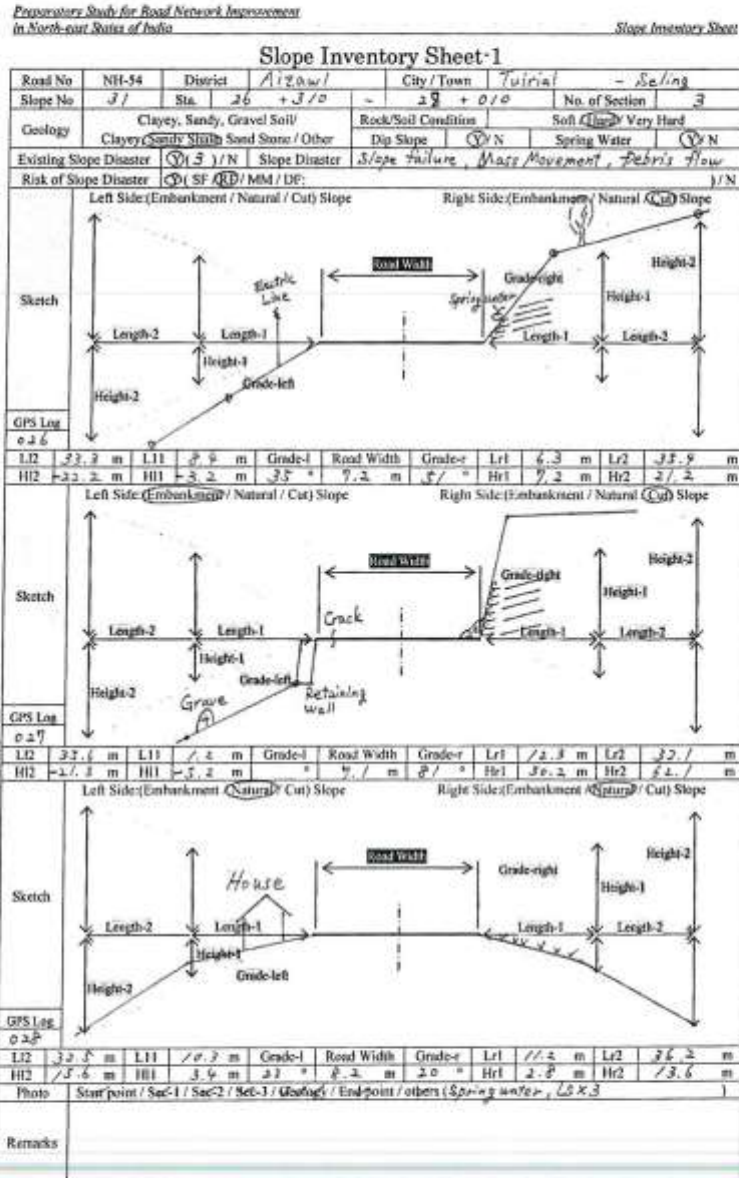 Preparatory Study for Road Network Improvement
in North-east States of India Slope Inventory Sheet
Slope Inventory Sheet-1
Road No NH-54 District Aizawl City / Town Tuirial - Seling
Slope No 31 Sta. 26 + 310 ~ 28 + 010 No. of Section 3
Geology Clayey, Sandy, Gravel Soil/ Rock/Soil Condition Soft / Hard / Very Hard
Clayey, Sandy Shale, Sand Stone / Other Dip Slope Y/N Spring Water Y/N
Existing Slope Disaster Y(3)/N Slope Disaster Slope failure, Mass Movement, Debris flow
Risk of Slope Disaster Y( SF / RF / MM / DF: )/N
Left Side:(Embankment / Natural / Cut) Slope Right Side:(Embankment / Natural / Cut) Slope
Road Width Height-2
Electric Line Spring water Grade-right Height-1
Sketch
Length-2 Length-1 Length-1 Length-2
Height-1
Grade-left
Height-2
GPS Log
026
Ll2 33.3 m Ll1 8.9 m Grade-l Road Width Grade-r Lr1 6.3 m Lr2 35.9 m
Hl2 -22.2 m Hl1 -3.2 m 35 ° 7.2 m 51 ° Hr1 7.2 m Hr2 21.2 m
Left Side:(Embankment / Natural / Cut) Slope Right Side:(Embankment / Natural / Cut) Slope
Road Width Height-2
Grade-right
Sketch Height-1
Crack
Length-2 Length-1 Length-1 Length-2
Height-1
Grade-left
Height-2 Grave Retaining wall
GPS Log
027
Ll2 m Ll1 1.2 m Grade-l Road Width Grade-r Lr1 12.3 m Lr2 32.1 m
Hl2 m Hl1 -5.2 m ° 7.1 m 81 ° Hr1 50.2 m Hr2 62.1 m
Left Side:(Embankment / Natural / Cut) Slope Right Side:(Embankment / Natural / Cut) Slope
Road Width Height-2
House Grade-right Height-1
Sketch
Length-2 Length-1 Length-1 Length-2
Height-1
Grade-left
Height-2
GPS Log
028
Ll2 32.5 m Ll1 10.3 m Grade-l Road Width Grade-r Lr1 11.2 m Lr2 36.2 m
Hl2 15.6 m Hl1 3.4 m 23 ° 8.2 m 20 ° Hr1 2.8 m Hr2 13.6 m
Photo Start point / Sec-1 / Sec-2 / Sec-3 / Geology / End point / others (Spring water, LS×3 )
Remarks